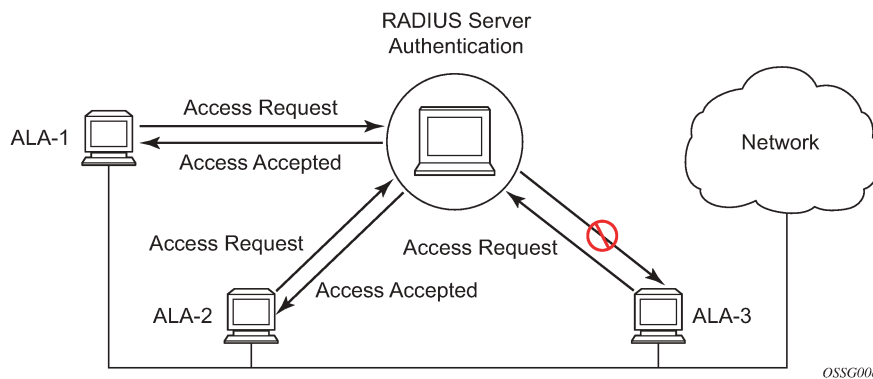 RADIUS Server
Authentication
Access Request
ALA-1
Access Accepted
Network
Access Request
Access Request
Access Accepted
ALA-2
ALA-3